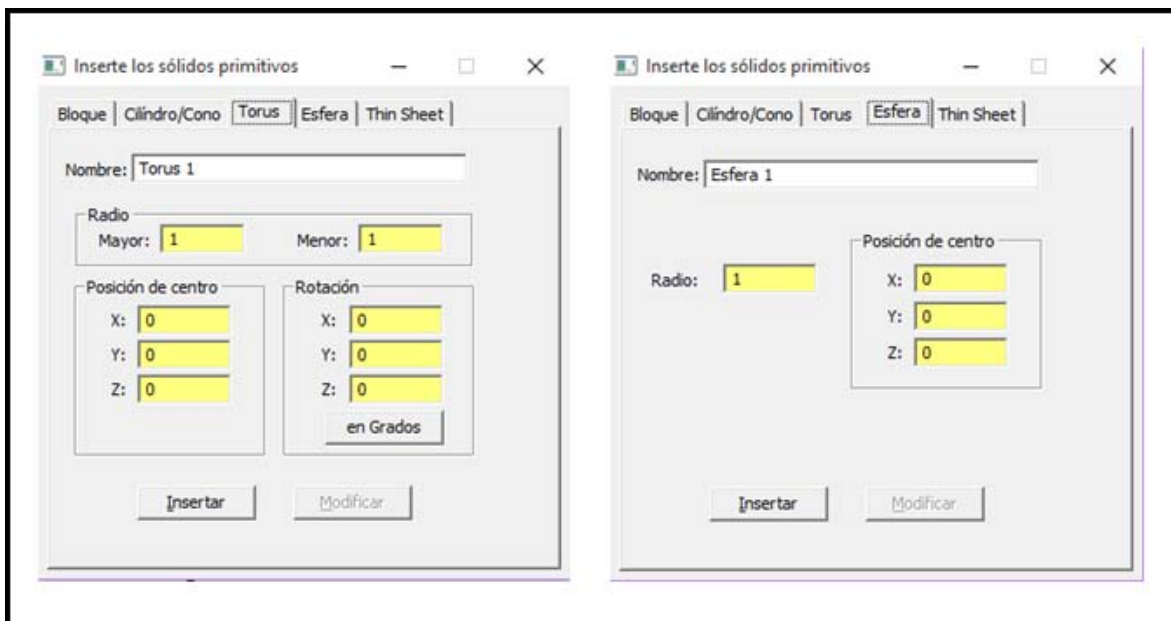 Inserte los sólidos primitivos
Bloque Cilíndro/Cono Torus Esfera Thin Sheet
Nombre: Torus 1
Radio
Mayor: 1 Menor: 1
Posición de centro Rotación
X: 0 X: 0
Y: 0 Y: 0
Z: 0 Z: 0
en Grados
Insertar Modificar
Inserte los sólidos primitivos
Bloque Cilíndro/Cono Torus Esfera Thin Sheet
Nombre: Esfera 1
Posición de centro
Radio: 1 X: 0
Y: 0
Z: 0
Insertar Modificar